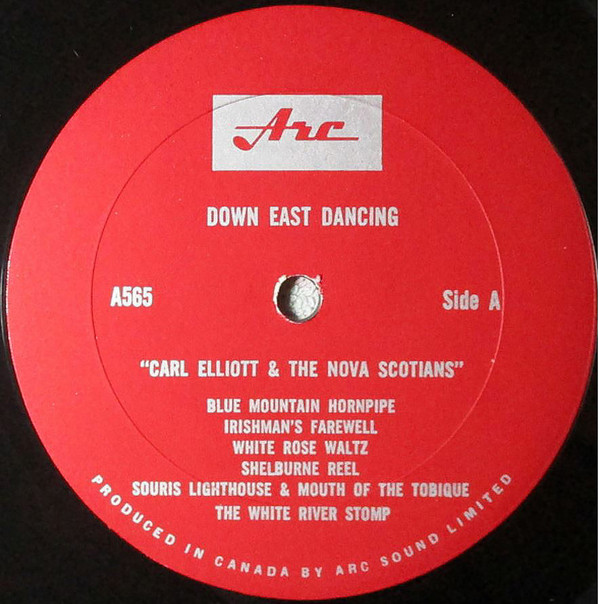 Arc
DOWN EAST DANCING
A565
Side A
"CARL ELLIOTT & THE NOVA SCOTIANS"
BLUE MOUNTAIN HORNPIPE
IRISHMAN'S FAREWELL
WHITE ROSE WALTZ
SHELBURNE REEL
SOURIS LIGHTHOUSE & MOUTH OF THE TOBIQUE
THE WHITE RIVER STOMP
PRODUCED IN CANADA BY ARC SOUND LIMITED